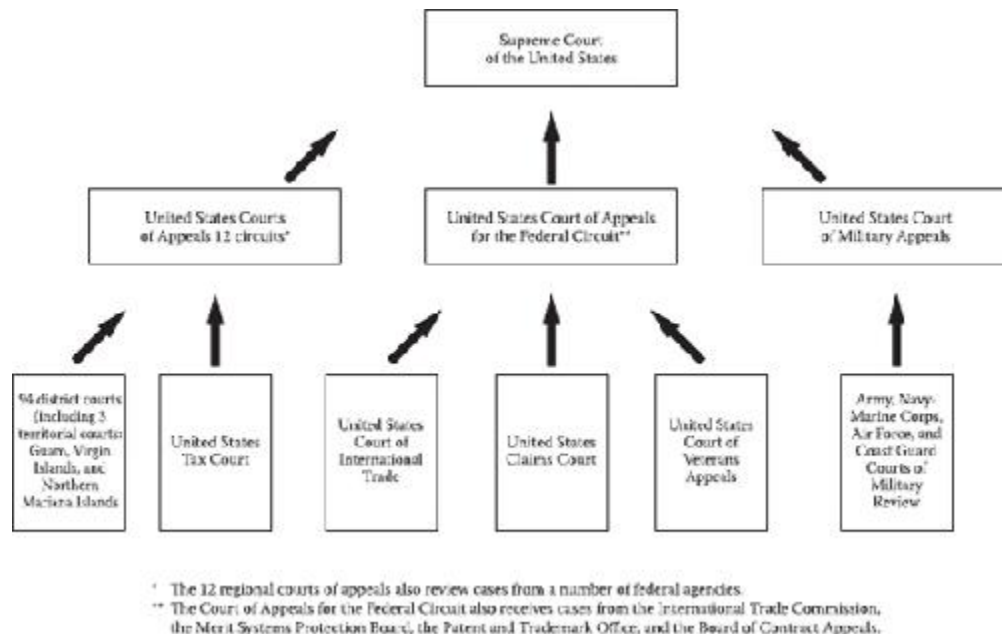 Supreme Court
of the United States
United States Courts
of Appeals 12 circuits*
United States Court of Appeals
for the Federal Circuit**
United States Court
of Military Appeals
94 district courts
(including 3
territorial courts:
Guam, Virgin
Islands, and
Northern
Mariana Islands
United States
Tax Court
United States
Court of
International
Trade
United States
Claims Court
United States
Court of
Veterans
Appeals
Army, Navy-
Marine Corps,
Air Force, and
Coast Guard
Courts of
Military
Review
* The 12 regional courts of appeals also review cases from a number of federal agencies.
** The Court of Appeals for the Federal Circuit also receives cases from the International Trade Commission,
the Merit Systems Protection Board, the Patent and Trademark Office, and the Board of Contract Appeals.